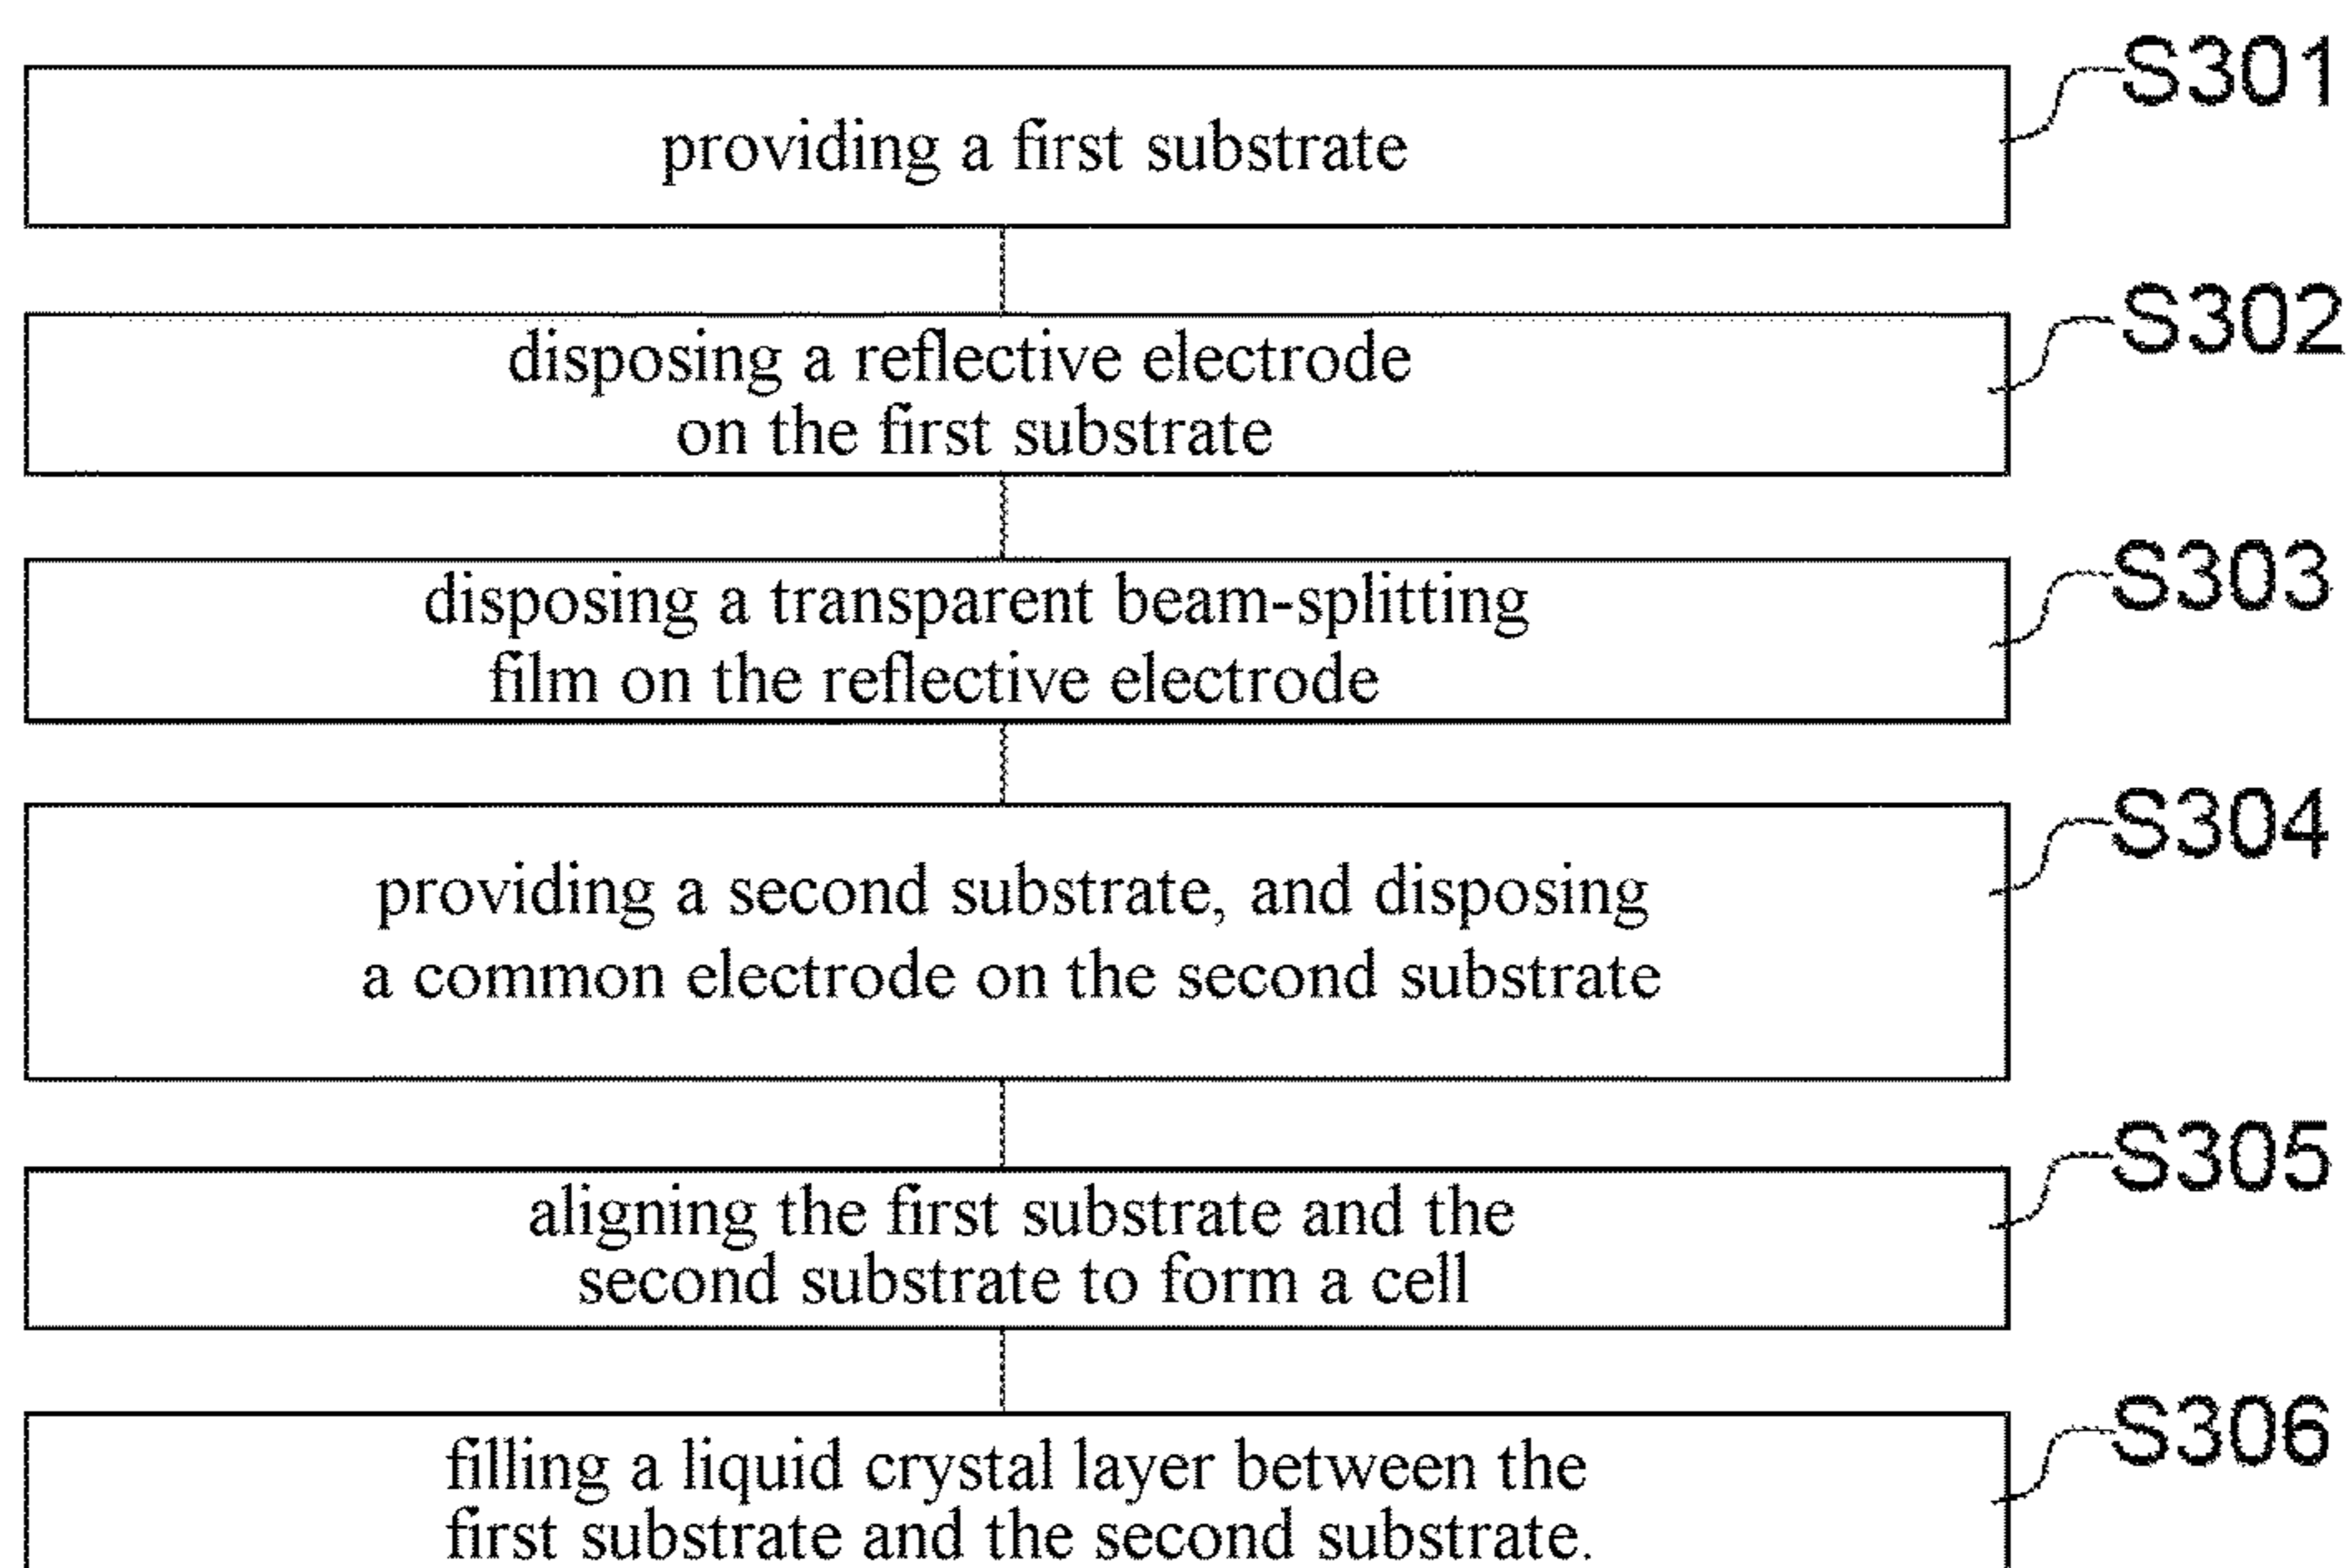 S301
providing a first substrate
S302
disposing a reflective electrode
on the first substrate
S303
disposing a transparent beam-splitting
film on the reflective electrode
S304
providing a second substrate, and disposing
a common electrode on the second substrate
S305
aligning the first substrate and the
second substrate to form a cell
S306
filling a liquid crystal layer between the
first substrate and the second substrate.